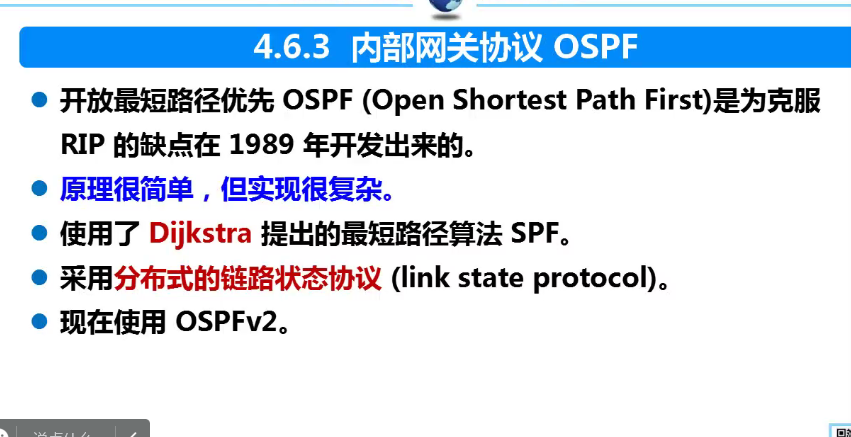 4.6.3 内部网关协议 OSPF
开放最短路径优先 OSPF (Open Shortest Path First)是为克服
RIP 的缺点在 1989 年开发出来的。
原理很简单，但实现很复杂。
使用了 Dijkstra 提出的最短路径算法 SPF。
采用分布式的链路状态协议 (link state protocol)。
现在使用 OSPFv2。